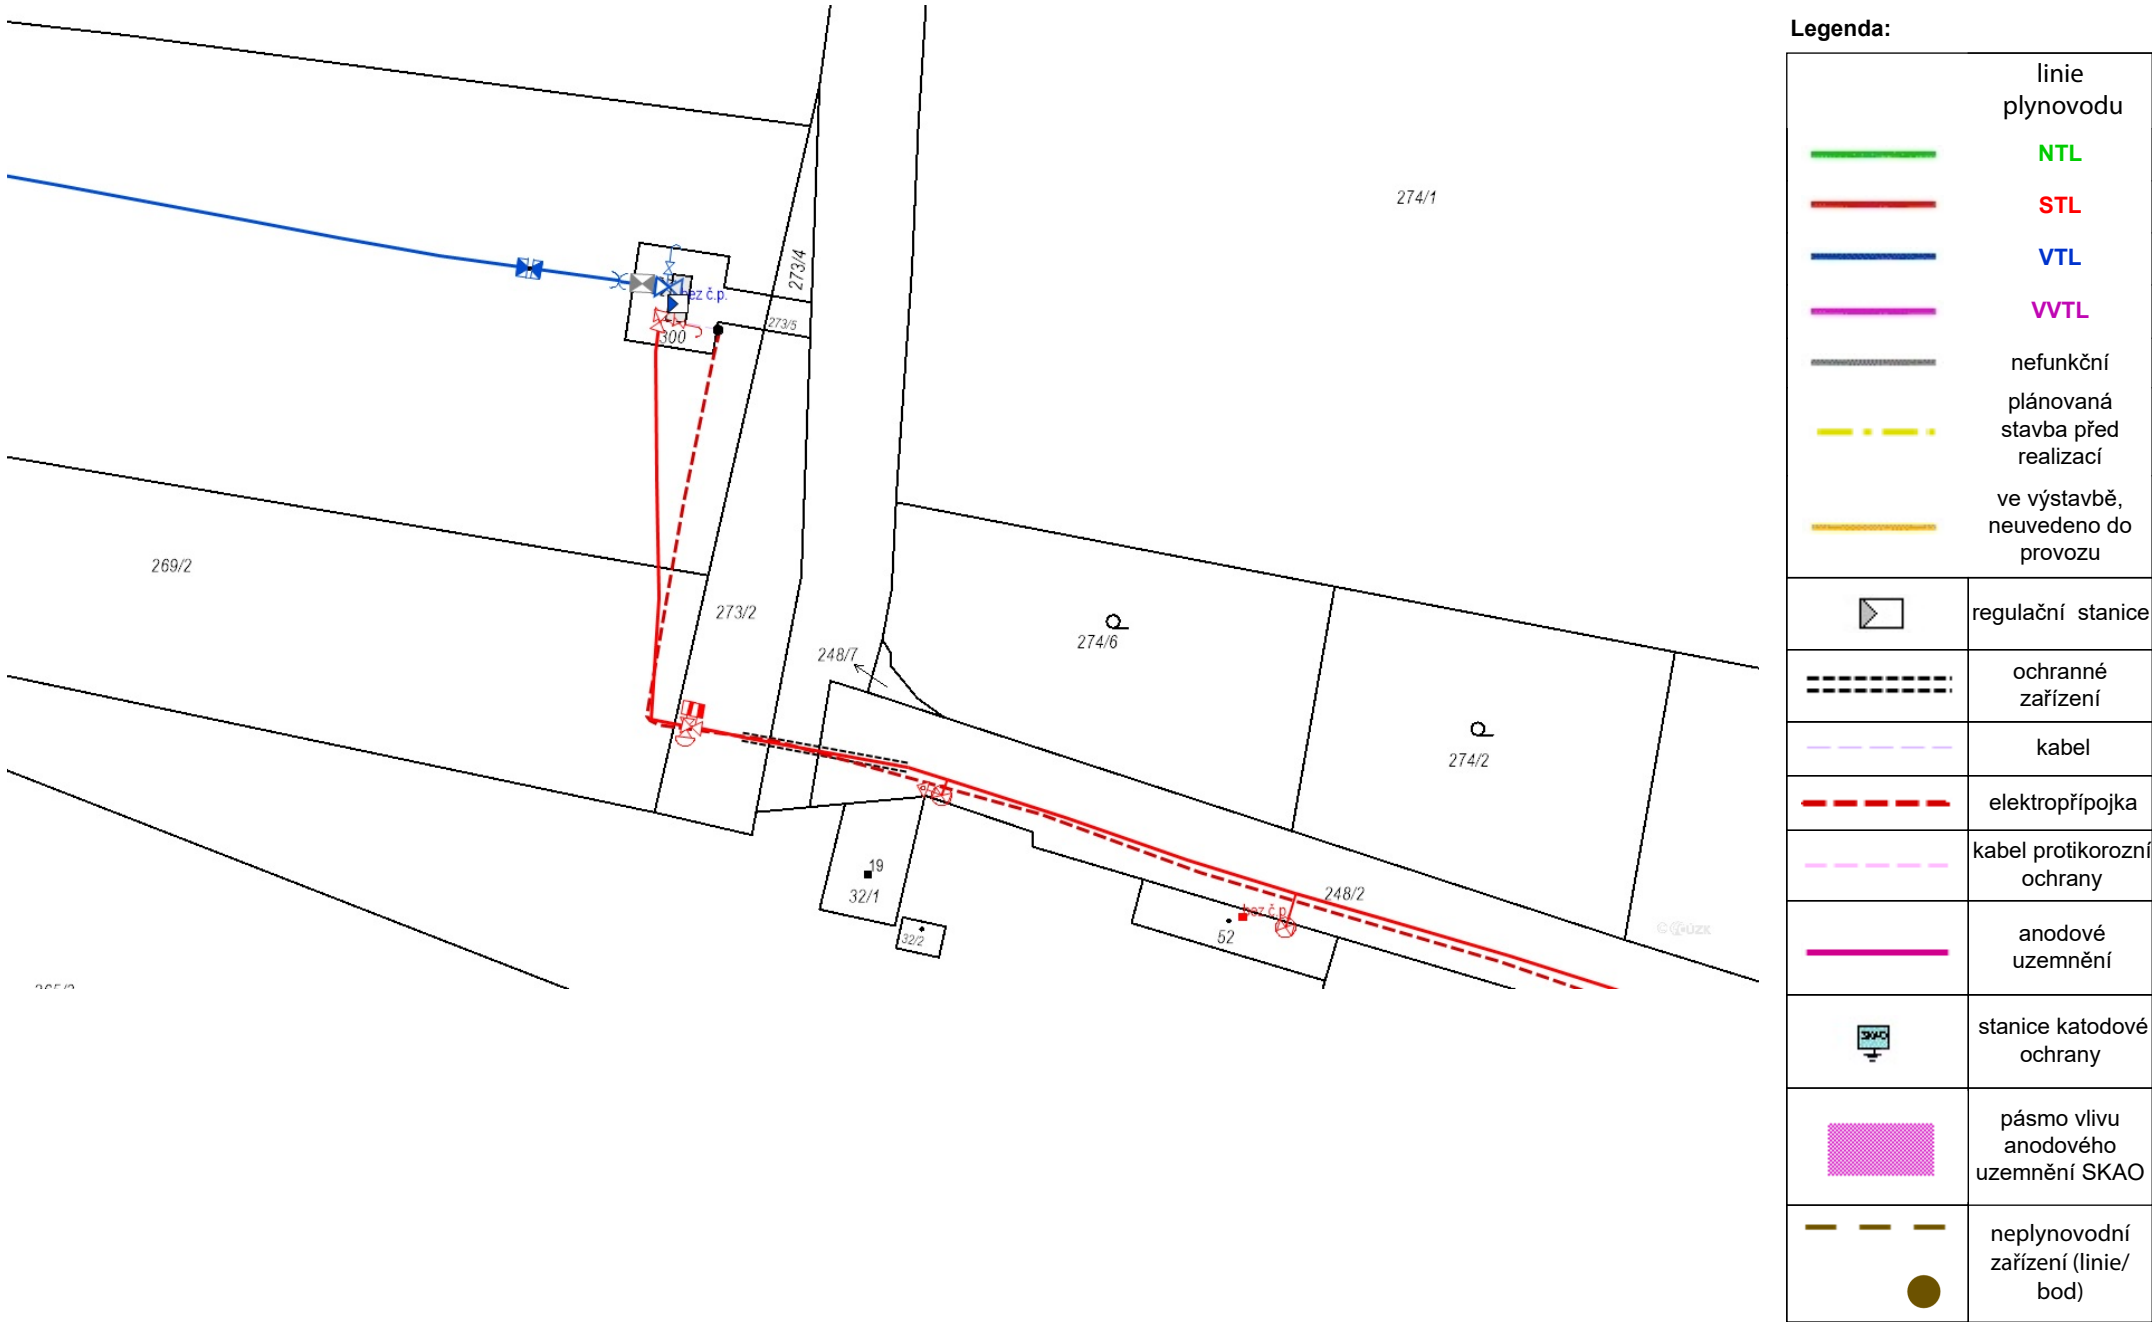 Legenda:
linie
plynovodu
NTL
STL
VTL
VVTL
nefunkční
plánovaná
stavba před
realizací
ve výstavbě,
neuvedeno do
provozu
regulační stanice
ochranné
zařízení
kabel
elektropřípojka
kabel protikorozní
ochrany
anodové
uzemnění
SKAO
stanice katodové
ochrany
pásmo vlivu
anodového
uzemnění SKAO
neplynovodní
zařízení (linie/
bod)
274/1
273/4
bez č.p.
273/5
300
269/2
273/2
248/7
274/6
274/2
19
32/1
32/2
248/2
bez č.p.
52
265/2